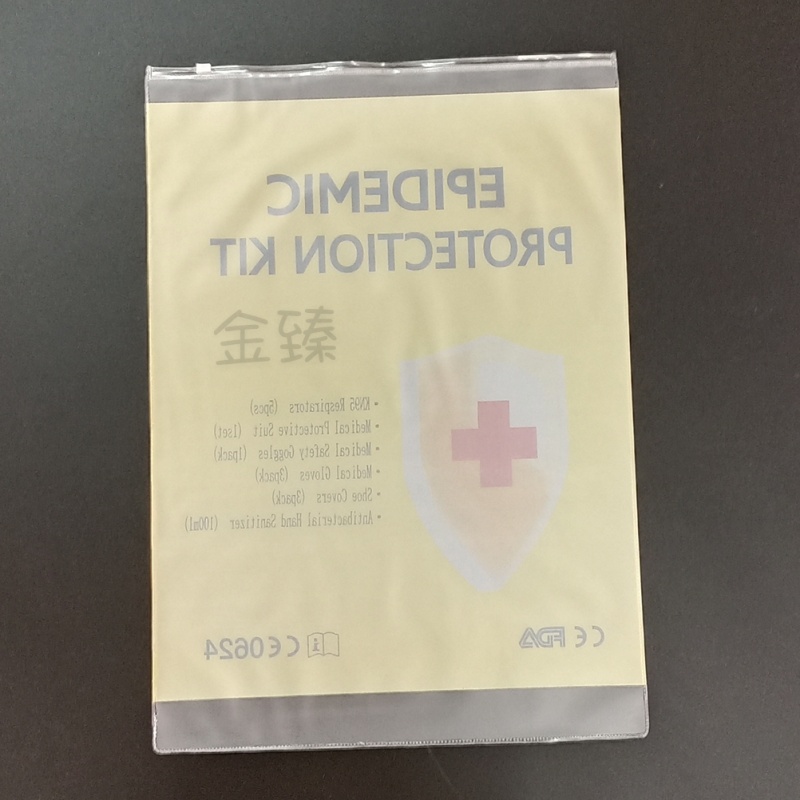 EPIDEMIC
PROTECTION KIT
金臻
• KN95 Respirators (5pcs)
• Medical Protective Suit (1set)
• Medical Safety Goggles (1pack)
• Medical Gloves (3pack)
• Shoe Covers (3pack)
• Antibacterial Hand Sanitizer (100ml)
CE FDA
i CE0624